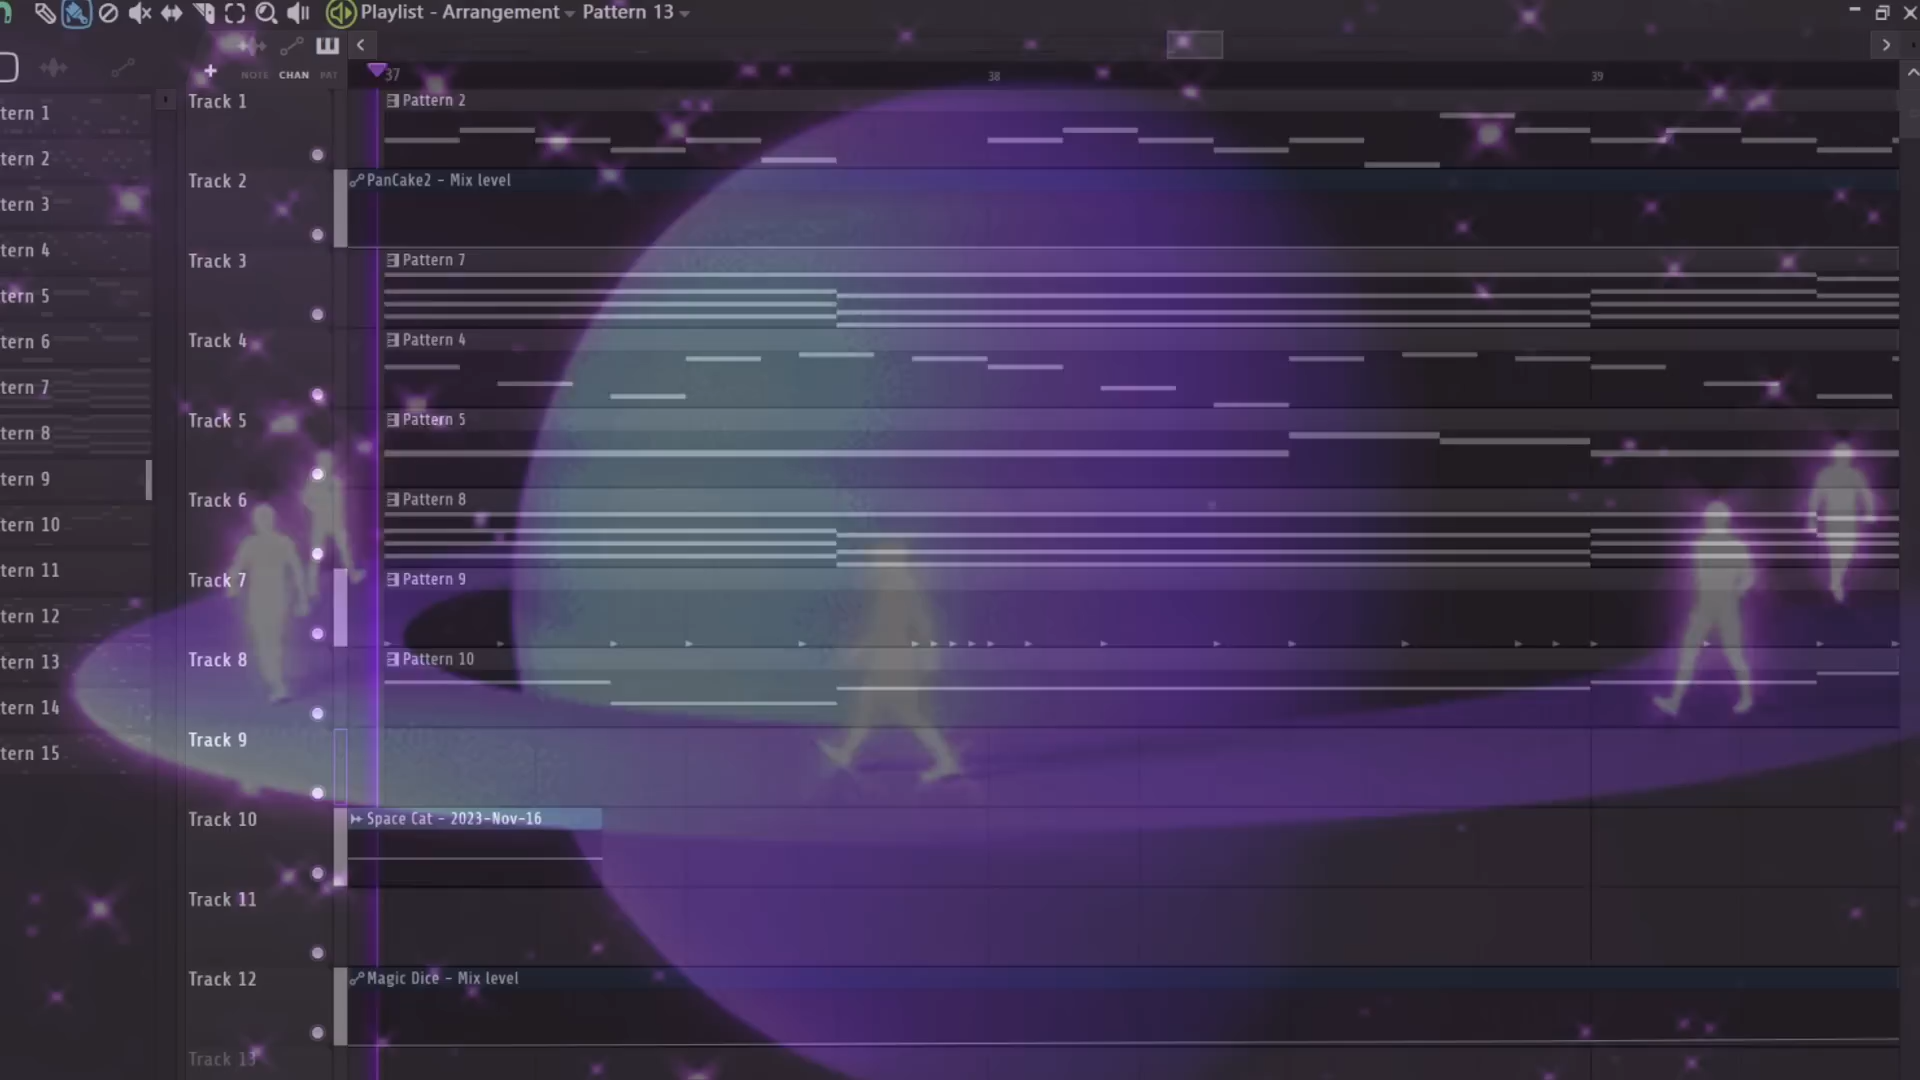 Playlist - Arrangement Pattern 13
NOTE CHAN PAT
37 38 39
Track 1
Pattern 2
Track 2
PanCake2 - Mix level
Track 3
Pattern 7
Track 4
Pattern 4
Track 5
Pattern 5
Track 6
Pattern 8
Track 7
Pattern 9
Track 8
Pattern 10
Track 9
Track 10
Space Cat - 2023-Nov-16
Track 11
Track 12
Magic Dice - Mix level
Track 13
tern 1
tern 2
tern 3
tern 4
tern 5
tern 6
tern 7
tern 8
tern 9
tern 10
tern 11
tern 12
tern 13
tern 14
tern 15